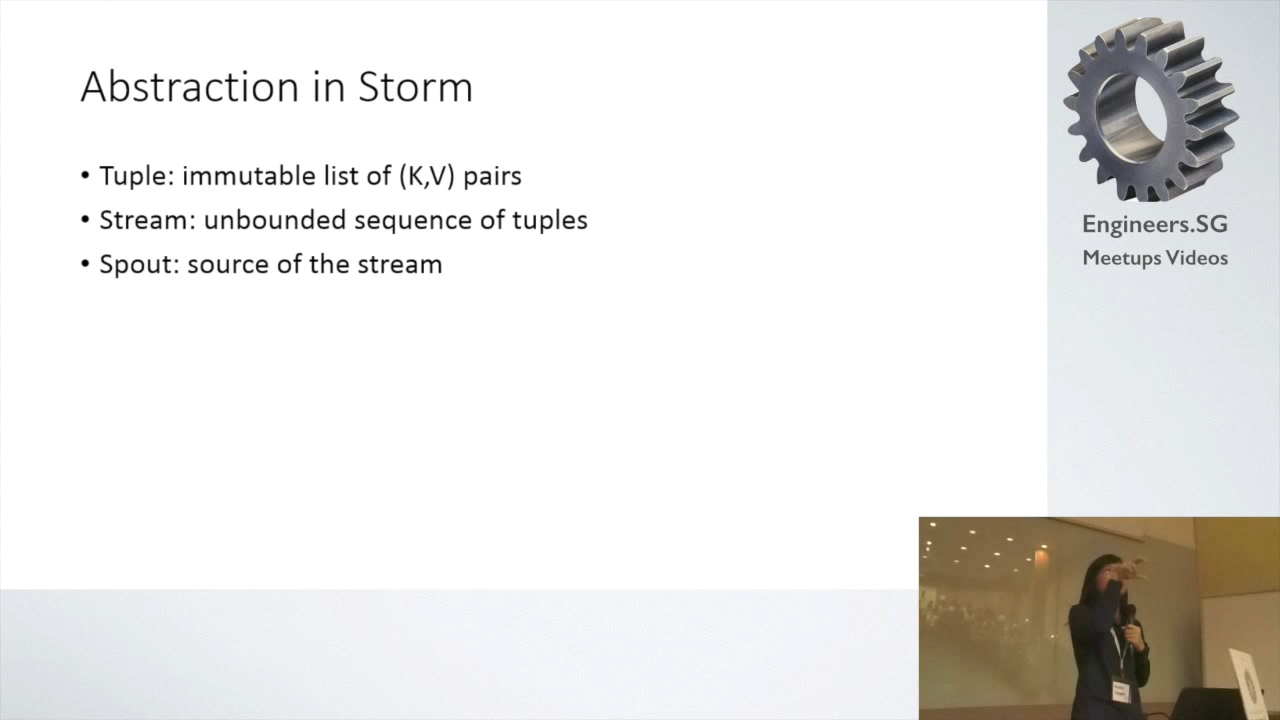 Abstraction in Storm
• Tuple: immutable list of (K,V) pairs
• Stream: unbounded sequence of tuples
• Spout: source of the stream
Engineers.SG
Meetups Videos